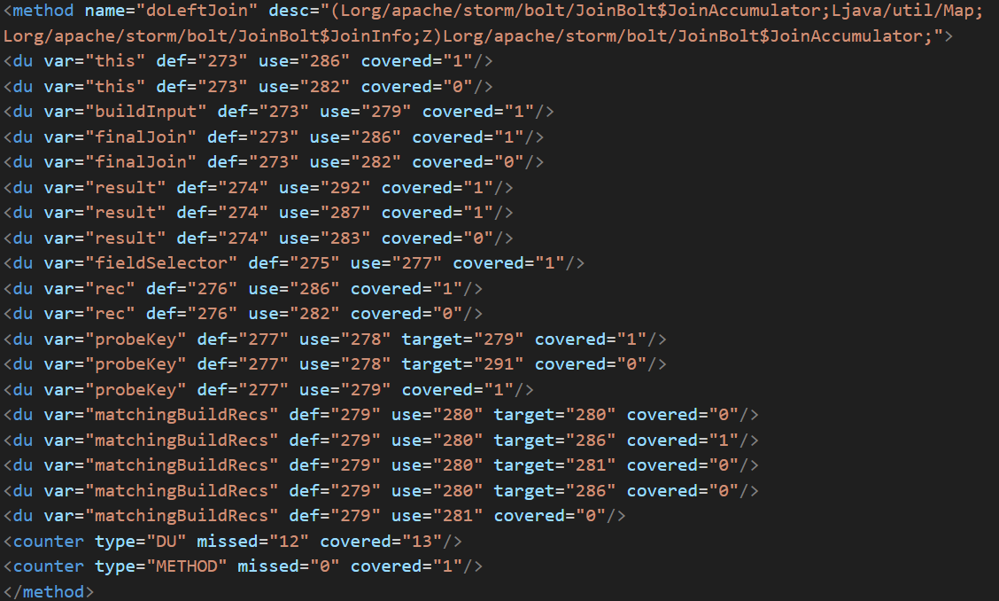 <method name="doLeftJoin" desc="(Lorg/apache/storm/bolt/JoinBolt$JoinAccumulator;Ljava/util/Map;
Lorg/apache/storm/bolt/JoinBolt$JoinInfo;Z)Lorg/apache/storm/bolt/JoinBolt$JoinAccumulator;">
<du var="this" def="273" use="286" covered="1"/>
<du var="this" def="273" use="282" covered="0"/>
<du var="buildInput" def="273" use="279" covered="1"/>
<du var="finalJoin" def="273" use="286" covered="1"/>
<du var="finalJoin" def="273" use="282" covered="0"/>
<du var="result" def="274" use="292" covered="1"/>
<du var="result" def="274" use="287" covered="1"/>
<du var="result" def="274" use="283" covered="0"/>
<du var="fieldSelector" def="275" use="277" covered="1"/>
<du var="rec" def="276" use="286" covered="1"/>
<du var="rec" def="276" use="282" covered="0"/>
<du var="probeKey" def="277" use="278" target="279" covered="1"/>
<du var="probeKey" def="277" use="278" target="291" covered="0"/>
<du var="probeKey" def="277" use="279" covered="1"/>
<du var="matchingBuildRecs" def="279" use="280" target="280" covered="0"/>
<du var="matchingBuildRecs" def="279" use="280" target="286" covered="1"/>
<du var="matchingBuildRecs" def="279" use="280" target="281" covered="0"/>
<du var="matchingBuildRecs" def="279" use="280" target="286" covered="0"/>
<du var="matchingBuildRecs" def="279" use="281" covered="0"/>
<counter type="DU" missed="12" covered="13"/>
<counter type="METHOD" missed="0" covered="1"/>
</method>